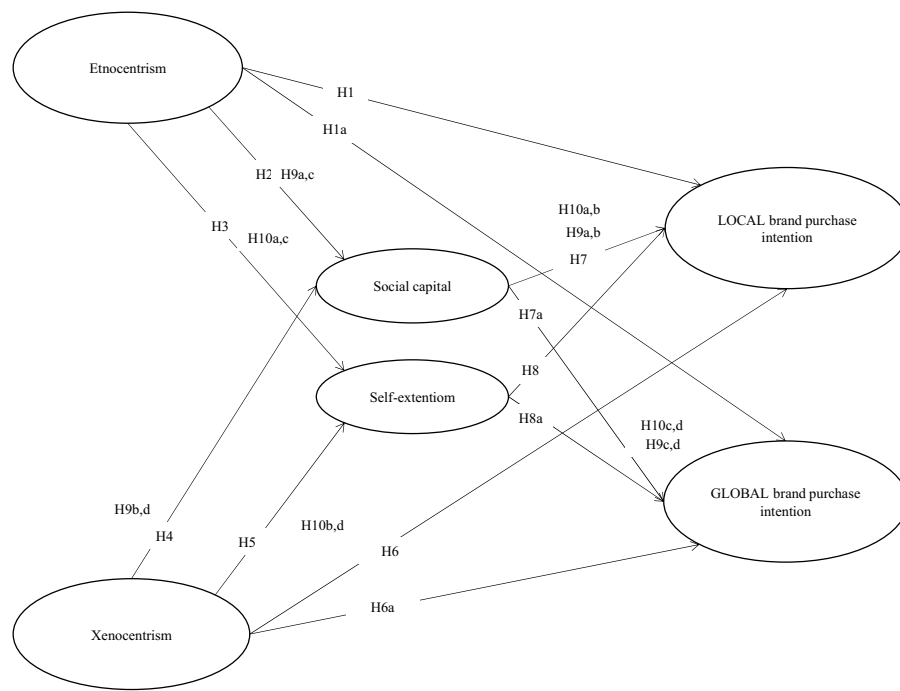 Etnocentrism
H1
H1a
H2
H9a,c
H3
H10a,c
H10a,b
H9a,b
H7
LOCAL brand purchase
intention
Social capital
H7a
H8
Self-extentiom
H8a
H10c,d
H9c,d
GLOBAL brand purchase
intention
H9b,d
H4
H5
H10b,d
H6
H6a
Xenocentrism